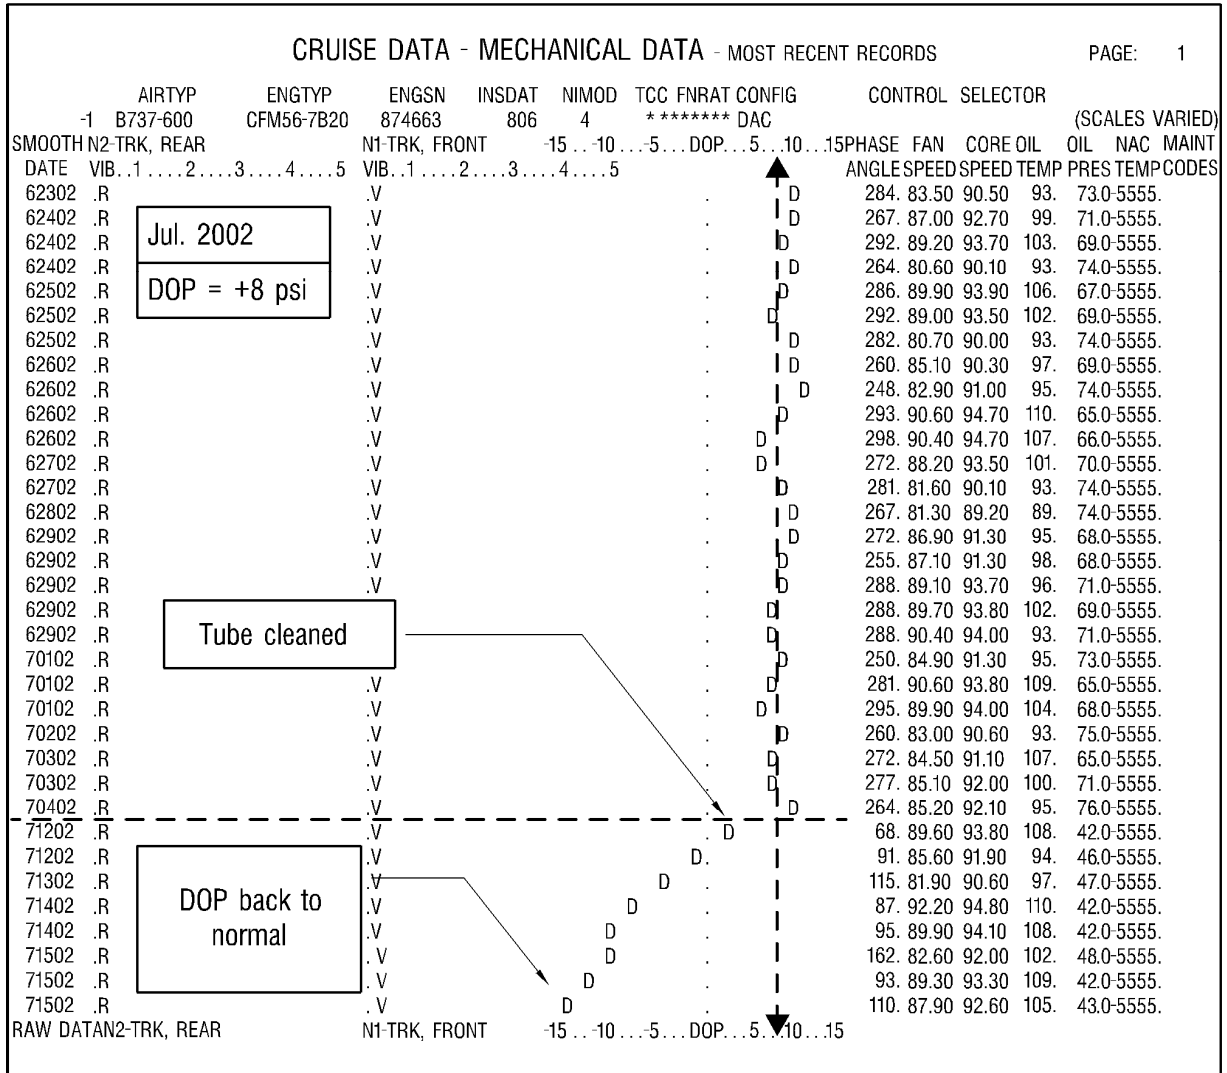 CRUISE DATA - MECHANICAL DATA - MOST RECENT RECORDS PAGE: 1
AIRTYP ENGTYP ENGSN INSDAT NIMOD TCC FNRAT CONFIG CONTROL SELECTOR
-1 B737-600 CFM56-7B20 874663 806 4 ******** DAC (SCALES VARIED)
SMOOTH N2-TRK, REAR N1-TRK, FRONT -15...-10...-5...DOP...5...10...15 PHASE FAN CORE OIL OIL NAC MAINT
DATE VIB..1....2....3....4....5 VIB..1....2....3....4....5 ANGLE SPEED SPEED TEMP PRES TEMP CODES
62302 .R .V . D 284. 83.50 90.50 93. 73.0-5555.
62402 .R .V . D 267. 87.00 92.70 99. 71.0-5555.
Jul. 2002
62402 .R .V . D 292. 89.20 93.70 103. 69.0-5555.
62402 .R .V . D 264. 80.60 90.10 93. 74.0-5555.
DOP = +8 psi
62502 .R .V . D 286. 89.90 93.90 106. 67.0-5555.
62502 .R .V . D 292. 89.00 93.50 102. 69.0-5555.
62502 .R .V . D 282. 80.70 90.00 93. 74.0-5555.
62602 .R .V . D 260. 85.10 90.30 97. 69.0-5555.
62602 .R .V . D 248. 82.90 91.00 95. 74.0-5555.
62602 .R .V . D 293. 90.60 94.70 110. 65.0-5555.
62602 .R .V . D 298. 90.40 94.70 107. 66.0-5555.
62702 .R .V . D 272. 88.20 93.50 101. 70.0-5555.
62702 .R .V . D 281. 81.60 90.10 93. 74.0-5555.
62802 .R .V . D 267. 81.30 89.20 89. 74.0-5555.
62902 .R .V . D 272. 86.90 91.30 95. 68.0-5555.
62902 .R .V . D 255. 87.10 91.30 98. 68.0-5555.
62902 .R .V . D 288. 89.10 93.70 96. 71.0-5555.
62902 .R . D 288. 89.70 93.80 102. 69.0-5555.
Tube cleaned
62902 .R . D 288. 90.40 94.00 93. 71.0-5555.
70102 .R . D 250. 84.90 91.30 95. 73.0-5555.
70102 .R .V . D 281. 90.60 93.80 109. 65.0-5555.
70102 .R .V . D 295. 89.90 94.00 104. 68.0-5555.
70202 .R .V . D 260. 83.00 90.60 93. 75.0-5555.
70302 .R .V . D 272. 84.50 91.10 107. 65.0-5555.
70302 .R .V . D 277. 85.10 92.00 100. 71.0-5555.
70402 .R .V . D 264. 85.20 92.10 95. 76.0-5555.
71202 .R .V . D 68. 89.60 93.80 108. 42.0-5555.
71202 .R .V D . 91. 85.60 91.90 94. 46.0-5555.
71302 .R .V D . 115. 81.90 90.60 97. 47.0-5555.
DOP back to
normal
71402 .R .V D . 87. 92.20 94.80 110. 42.0-5555.
71402 .R .V D . 95. 89.90 94.10 108. 42.0-5555.
71502 .R . V D . 162. 82.60 92.00 102. 48.0-5555.
71502 .R . V D . 93. 89.30 93.30 109. 42.0-5555.
71502 .R . V D . 110. 87.90 92.60 105. 43.0-5555.
RAW DATAN2-TRK, REAR N1-TRK, FRONT -15...-10...-5...DOP...5...10...15